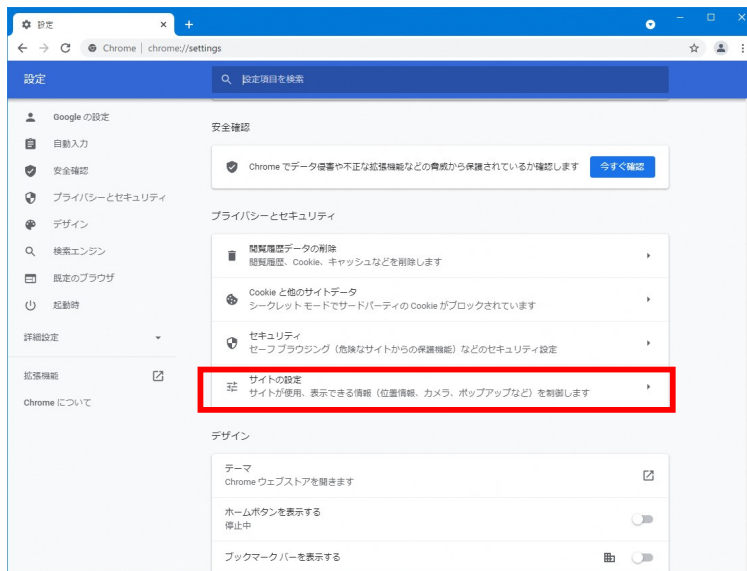 設定
Chrome | chrome://settings
設定
設定項目を検索
Google の設定
自動入力
安全確認
プライバシーとセキュリティ
デザイン
検索エンジン
既定のブラウザ
起動時
詳細設定
拡張機能
Chrome について
安全確認
Chrome でデータ侵害や不正な拡張機能などの脅威から保護されているか確認します
今すぐ確認
プライバシーとセキュリティ
閲覧履歴データの削除
閲覧履歴、Cookie、キャッシュなどを削除します
Cookie と他のサイトデータ
シークレット モードでサードパーティの Cookie がブロックされています
セキュリティ
セーフ ブラウジング（危険なサイトからの保護機能）などのセキュリティ設定
サイトの設定
サイトが使用、表示できる情報（位置情報、カメラ、ポップアップなど）を制御します
デザイン
テーマ
Chrome ウェブストアを開きます
ホームボタンを表示する
停止中
ブックマーク バーを表示する